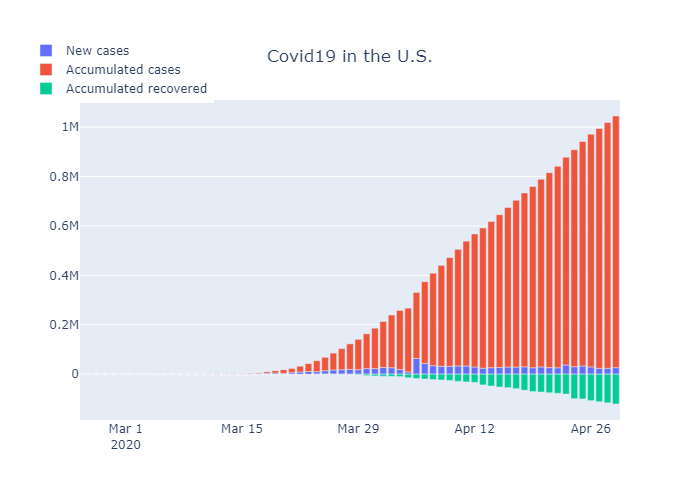 Covid19 in the U.S.
New cases
Accumulated cases
Accumulated recovered
1M
0.8M
0.6M
0.4M
0.2M
0
Mar 1 Mar 15 Mar 29 Apr 12 Apr 26
2020